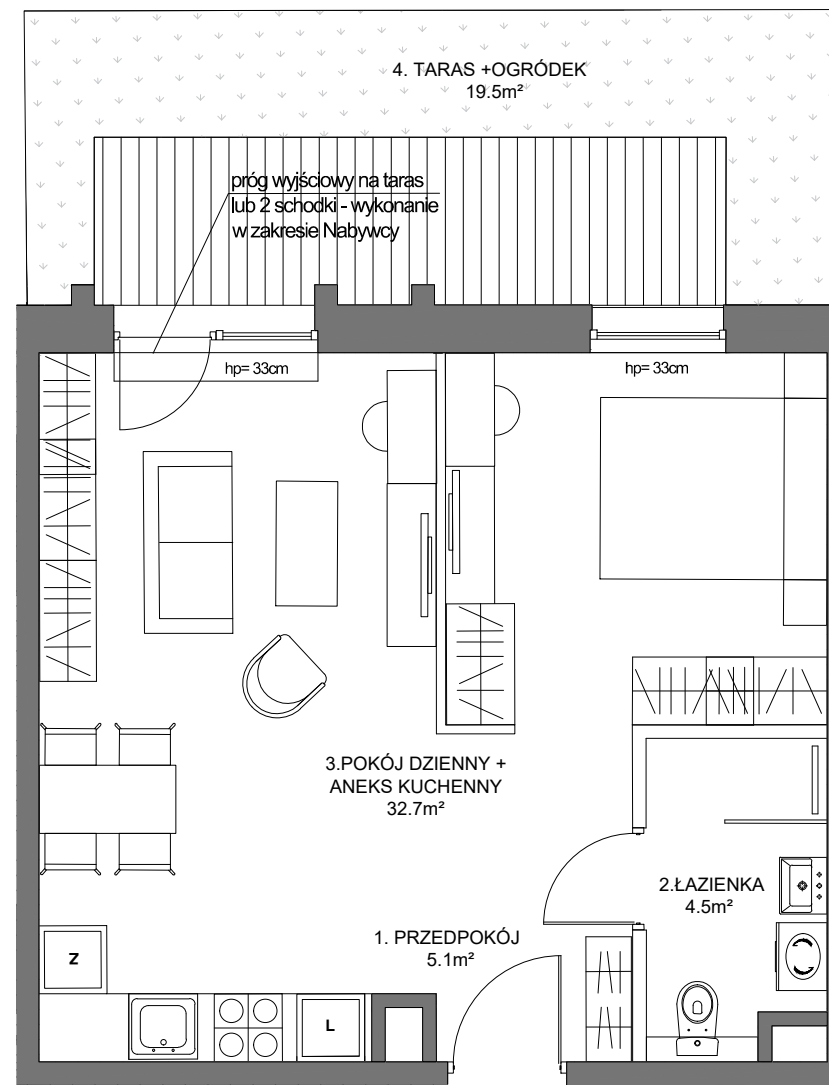 4. TARAS +OGRÓDEK
19.5m²
próg wyjściowy na taras
lub 2 schodki - wykonanie
w zakresie Nabywcy
hp= 33cm
hp= 33cm
3.POKÓJ DZIENNY +
ANEKS KUCHENNY
32.7m²
2.ŁAZIENKA
4.5m²
1. PRZEDPOKÓJ
5.1m²
Z
L